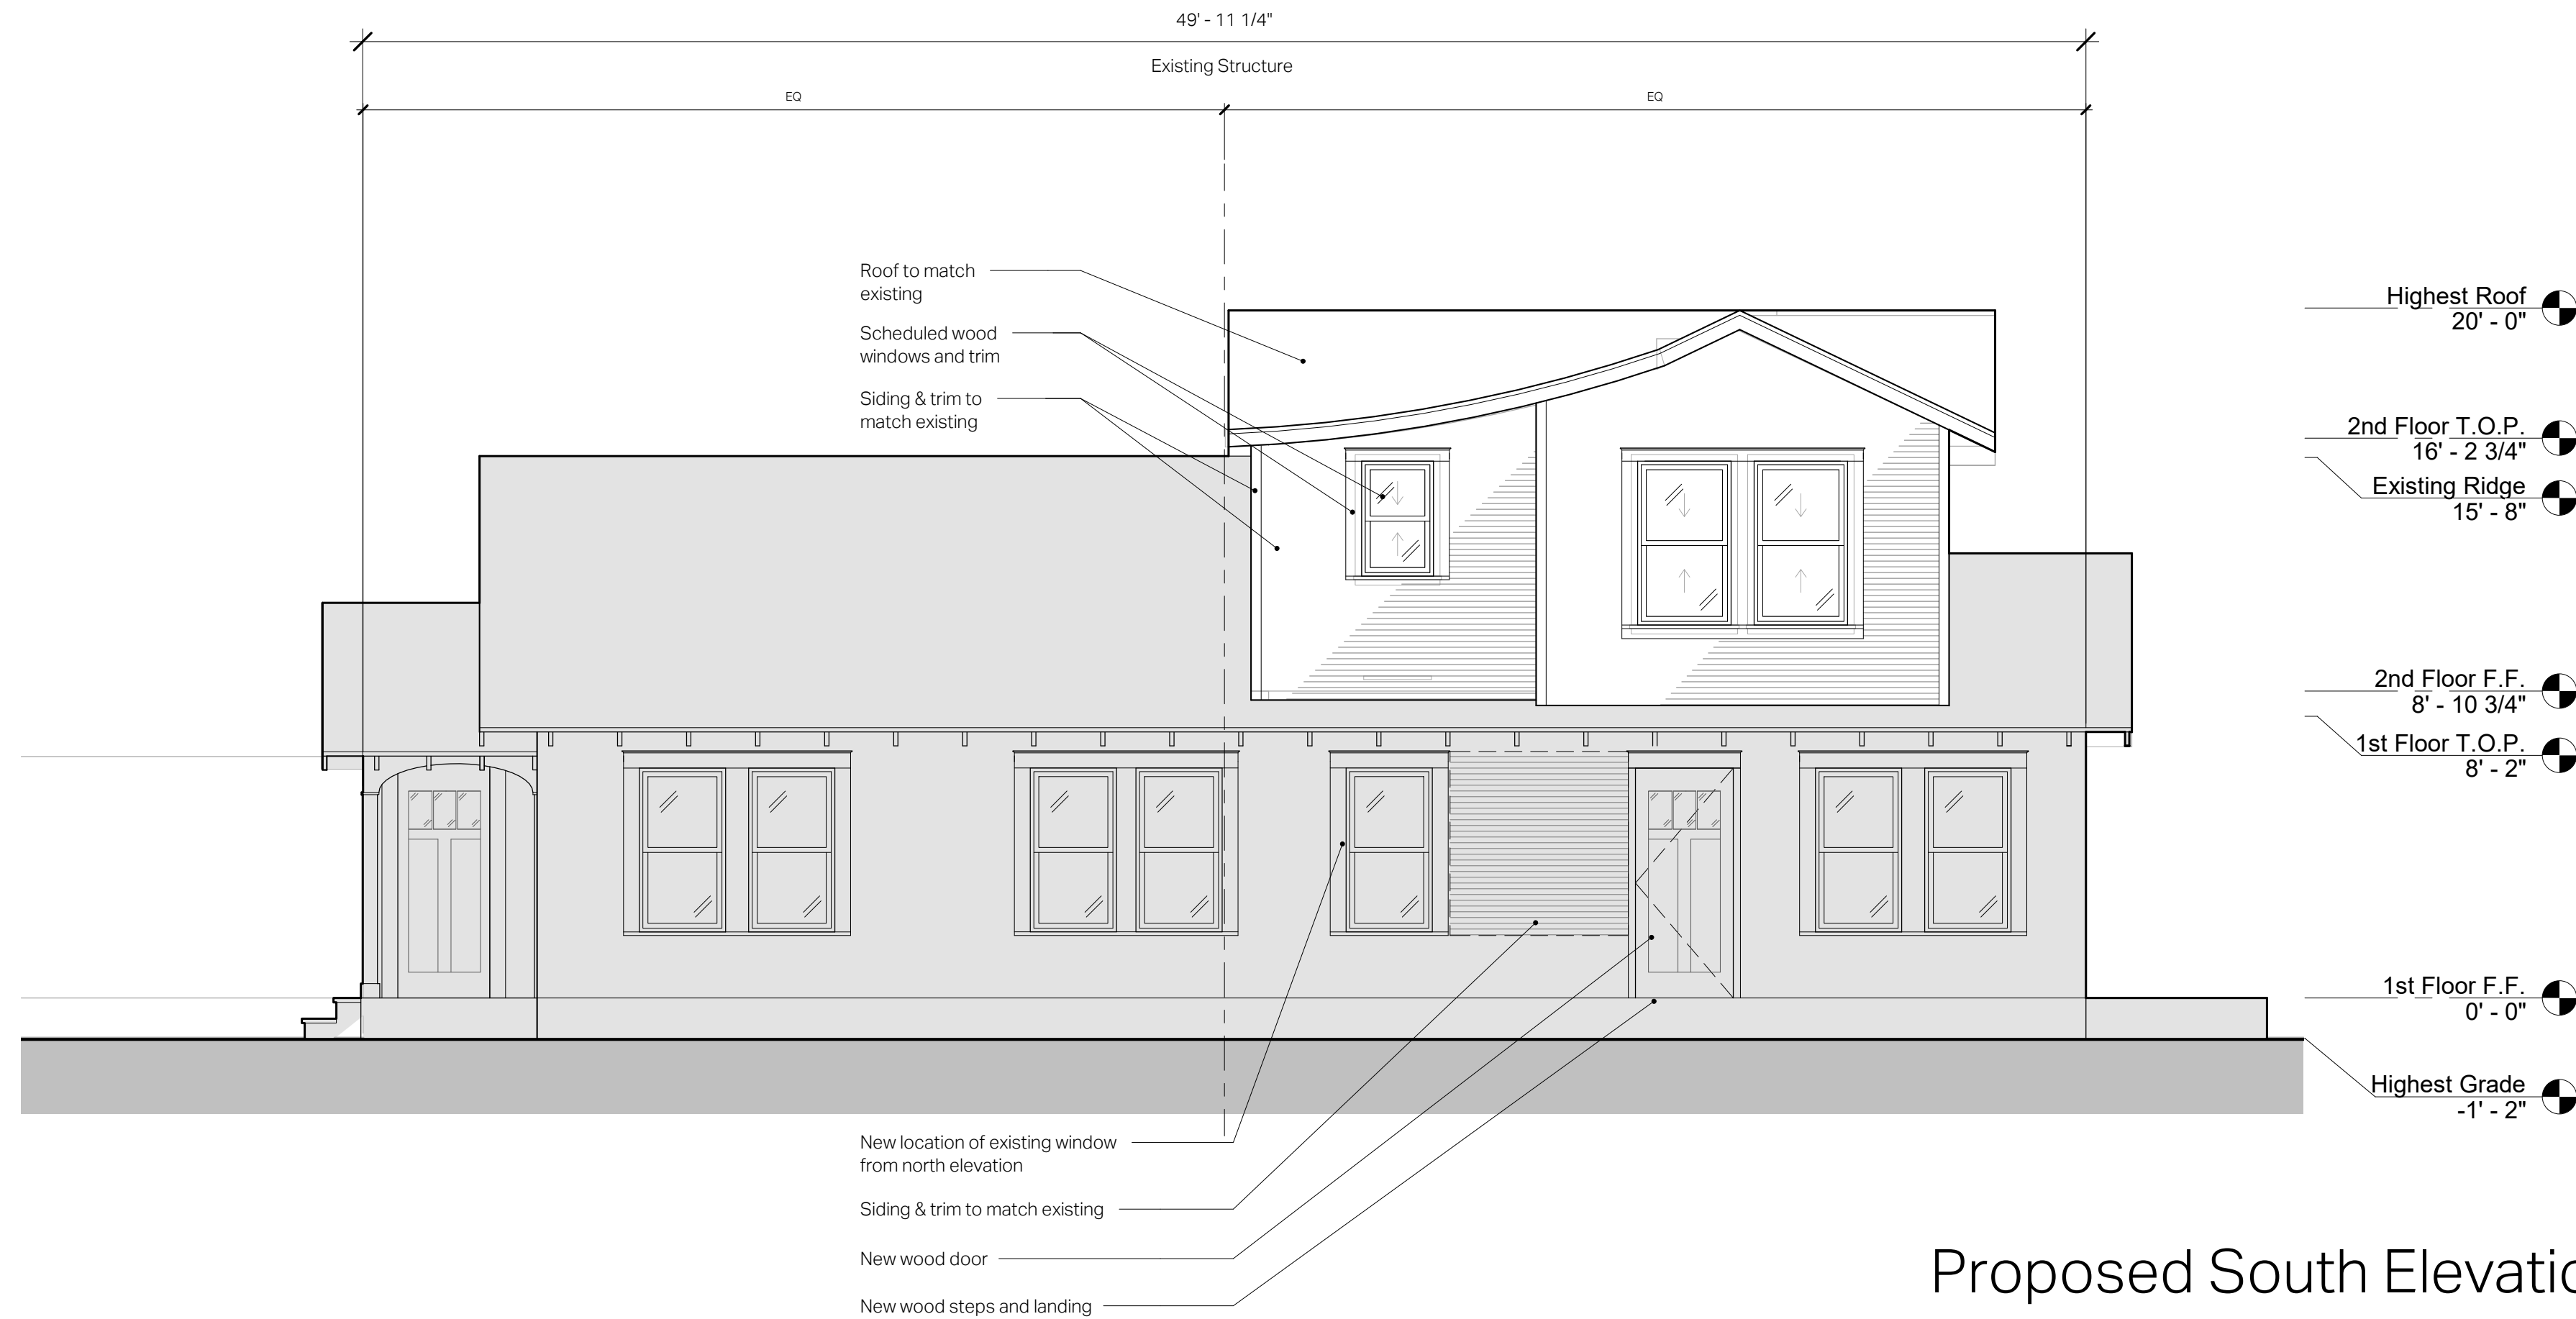 49' - 11 1/4"
Existing Structure
EQ
EQ
Roof to match
existing
Scheduled wood
windows and trim
Siding & trim to
match existing
Highest Roof
20' - 0"
2nd Floor T.O.P.
16' - 2 3/4"
Existing Ridge
15' - 8"
2nd Floor F.F.
8' - 10 3/4"
1st Floor T.O.P.
8' - 2"
1st Floor F.F.
0' - 0"
Highest Grade
-1' - 2"
New location of existing window
from north elevation
Siding & trim to match existing
New wood door
New wood steps and landing
Proposed South Elevatio